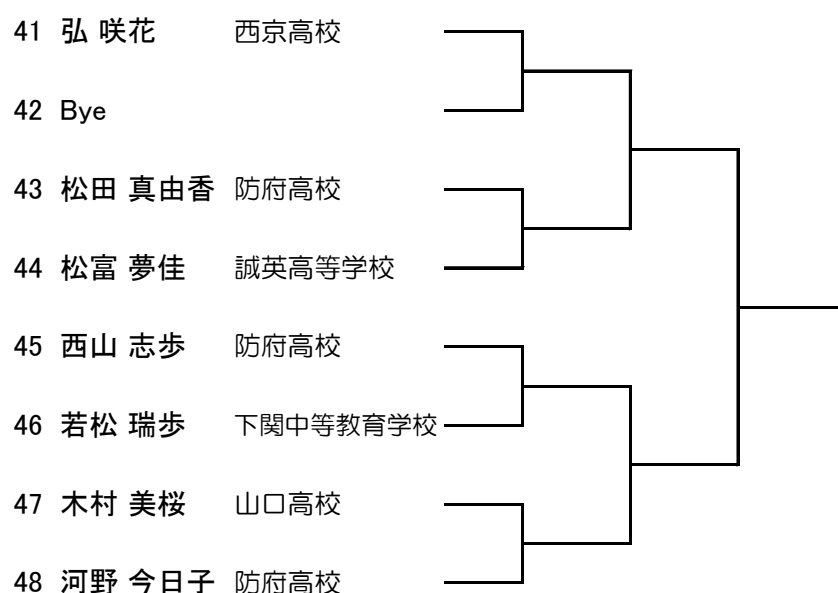 41 弘 咲花 西京高校
42 Bye
43 松田 真由香 防府高校
44 松富 夢佳 誠英高等学校
45 西山 志歩 防府高校
46 若松 瑞歩 下関中等教育学校
47 木村 美桜 山口高校
48 河野 今日子 防府高校